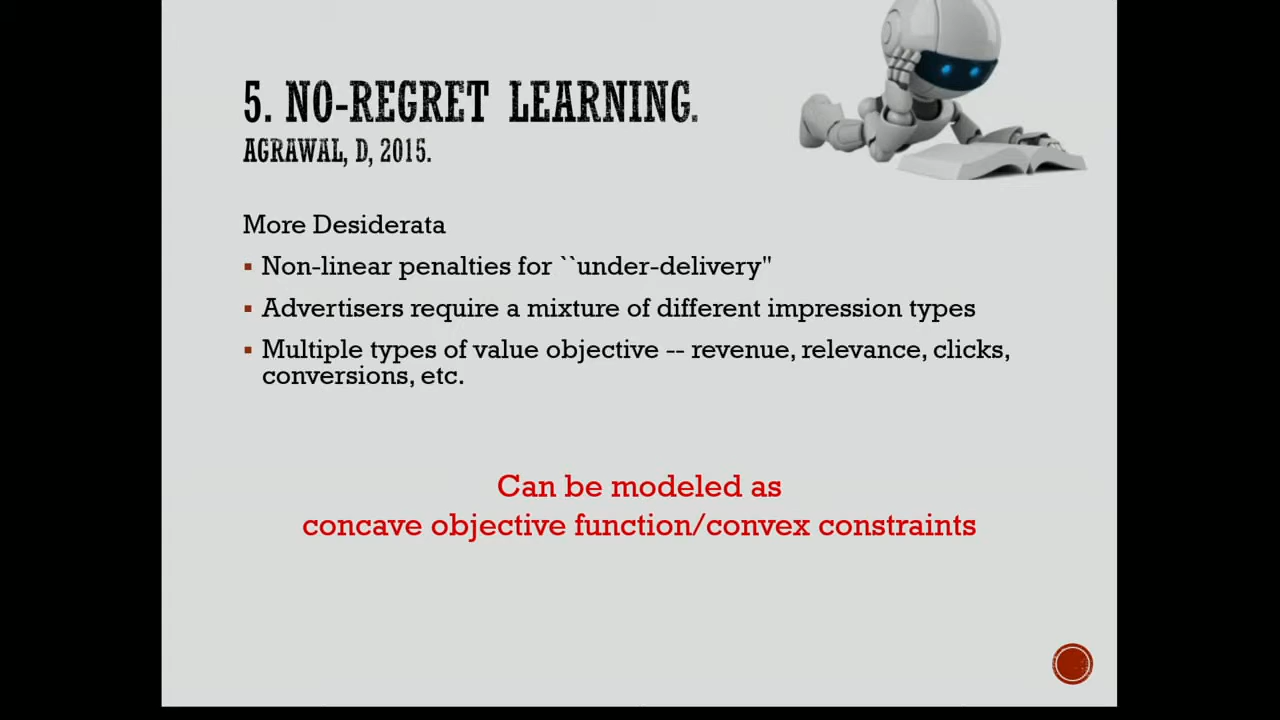 5. NO-REGRET LEARNING.
AGRAWAL, D, 2015.
More Desiderata
▪ Non-linear penalties for ``under-delivery"
▪ Advertisers require a mixture of different impression types
▪ Multiple types of value objective -- revenue, relevance, clicks,
conversions, etc.
Can be modeled as
concave objective function/convex constraints